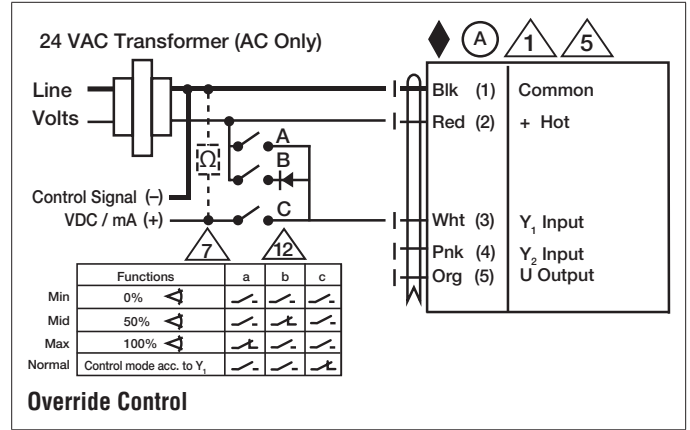 24 VAC Transformer (AC Only)
A 1 5
Line
Volts
Blk (1) Common
Red (2) + Hot
A
Ω
B
Control Signal (–)
VDC / mA (+)
C
Wht (3) Y1 Input
Pnk (4) Y2 Input
Org (5) U Output
7
12
Functions a b c
Min 0%
Mid 50%
Max 100%
Normal Control mode acc. to Y1
Override Control